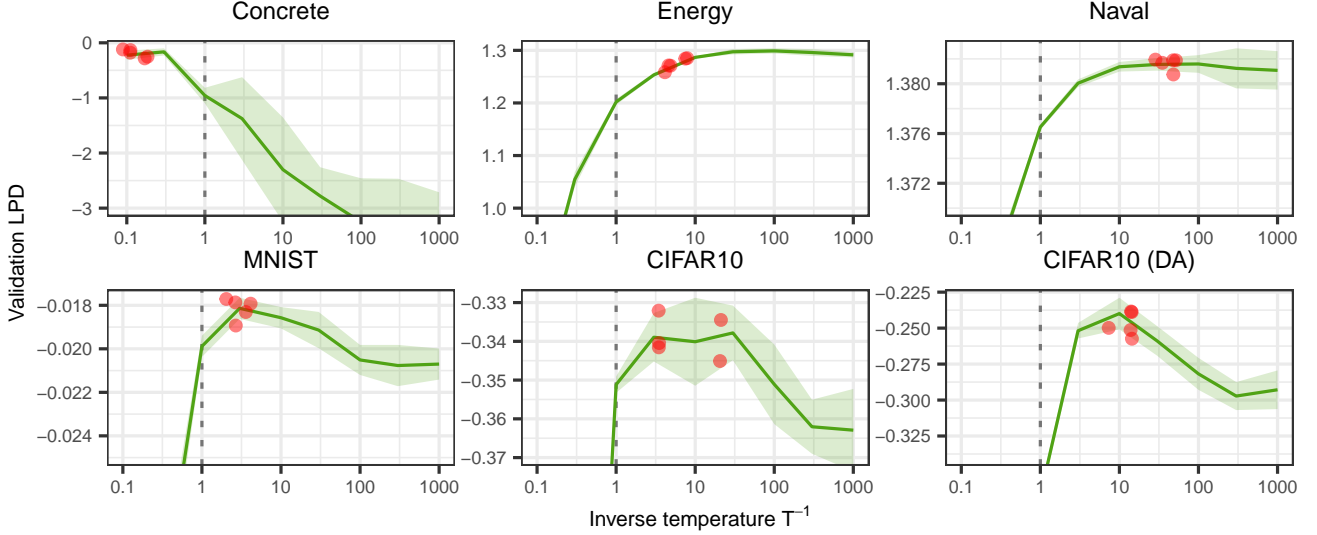 Concrete Energy Naval
0 −1 −2 −3
1.3 1.2 1.1 1.0
1.380 1.376 1.372
0.1 1 10 100 1000 0.1 1 10 100 1000 0.1 1 10 100 1000
MNIST CIFAR10 CIFAR10 (DA)
Validation LPD
−0.018 −0.020 −0.022 −0.024
−0.33 −0.34 −0.35 −0.36 −0.37
−0.225 −0.250 −0.275 −0.300 −0.325
0.1 1 10 100 1000 0.1 1 10 100 1000 0.1 1 10 100 1000
Inverse temperature T⁻¹